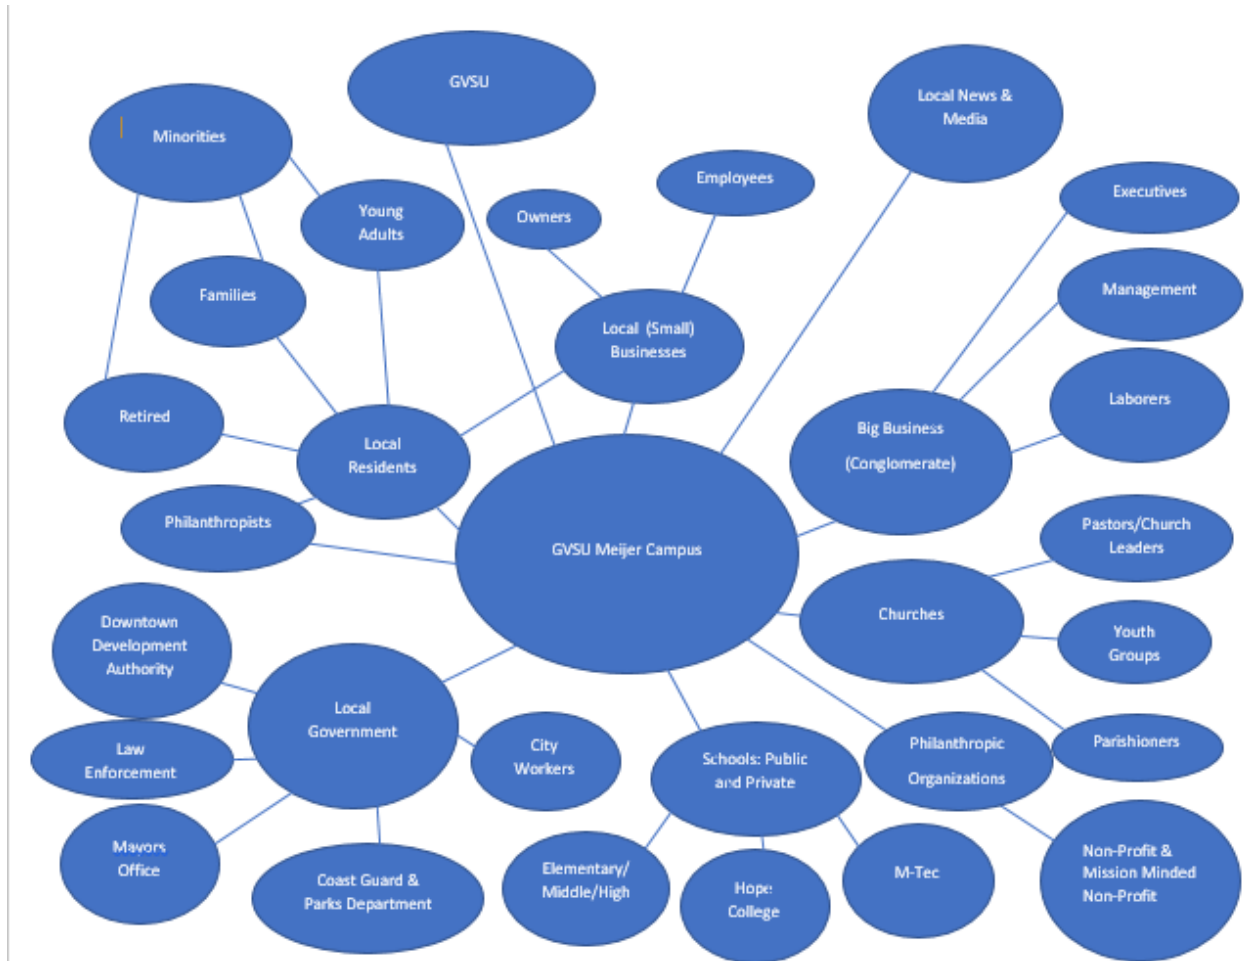 GVSU
Local News &
Media
Minorities
Employees
Executives
Young
Adults
Owners
Families
Management
Local  (Small)
Businesses
Retired
Local
Residents
Big Business
(Conglomerate)
Laborers
Philanthropists
GVSU Meijer Campus
Pastors/Church
Leaders
Churches
Youth
Groups
Downtown
Development
Authority
Local
Government
Law
Enforcement
City
Workers
Schools: Public
and Private
Philanthropic
Organizations
Parishioners
Mayors
Office
Coast Guard &
Parks Department
Elementary/
Middle/High
Hope
College
M-Tec
Non-Profit &
Mission Minded
Non-Profit